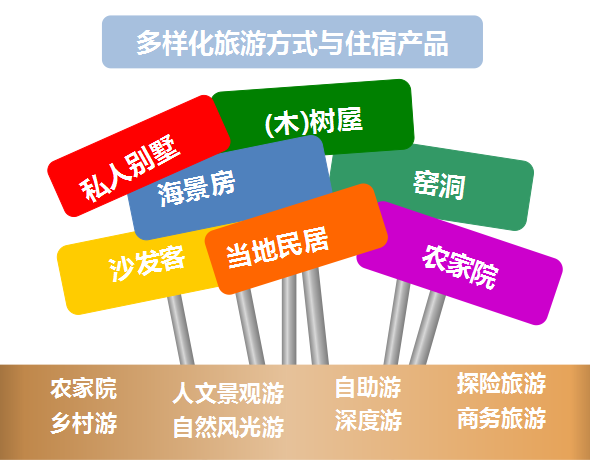 多样化旅游方式与住宿产品
(木)树屋
私人别墅
海景房
窑洞
沙发客
当地民居
农家院
农家院
人文景观游
自助游
探险旅游
乡村游
自然风光游
深度游
商务旅游